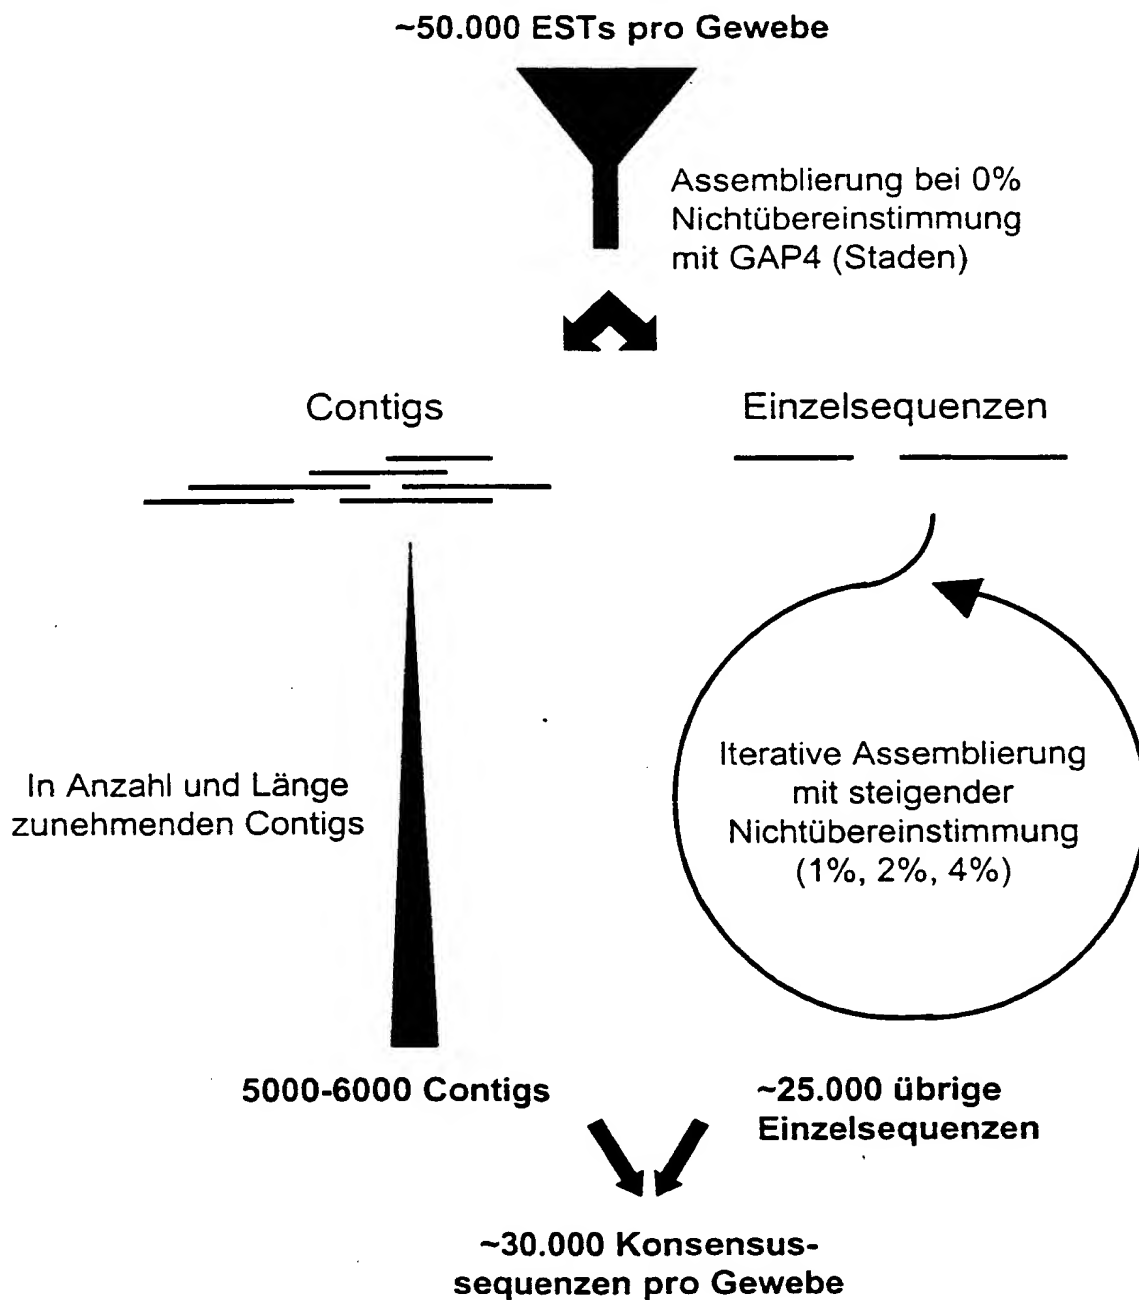 ~50.000 ESTs pro Gewebe
Assemblierung bei 0%
Nichtübereinstimmung
mit GAP4 (Staden)
Contigs
Einzelsequenzen
In Anzahl und Länge
zunehmenden Contigs
Iterative Assemblierung
mit steigender
Nichtübereinstimmung
(1%, 2%, 4%)
5000-6000 Contigs
~25.000 übrige
Einzelsequenzen
~30.000 Konsensus-
sequenzen pro Gewebe